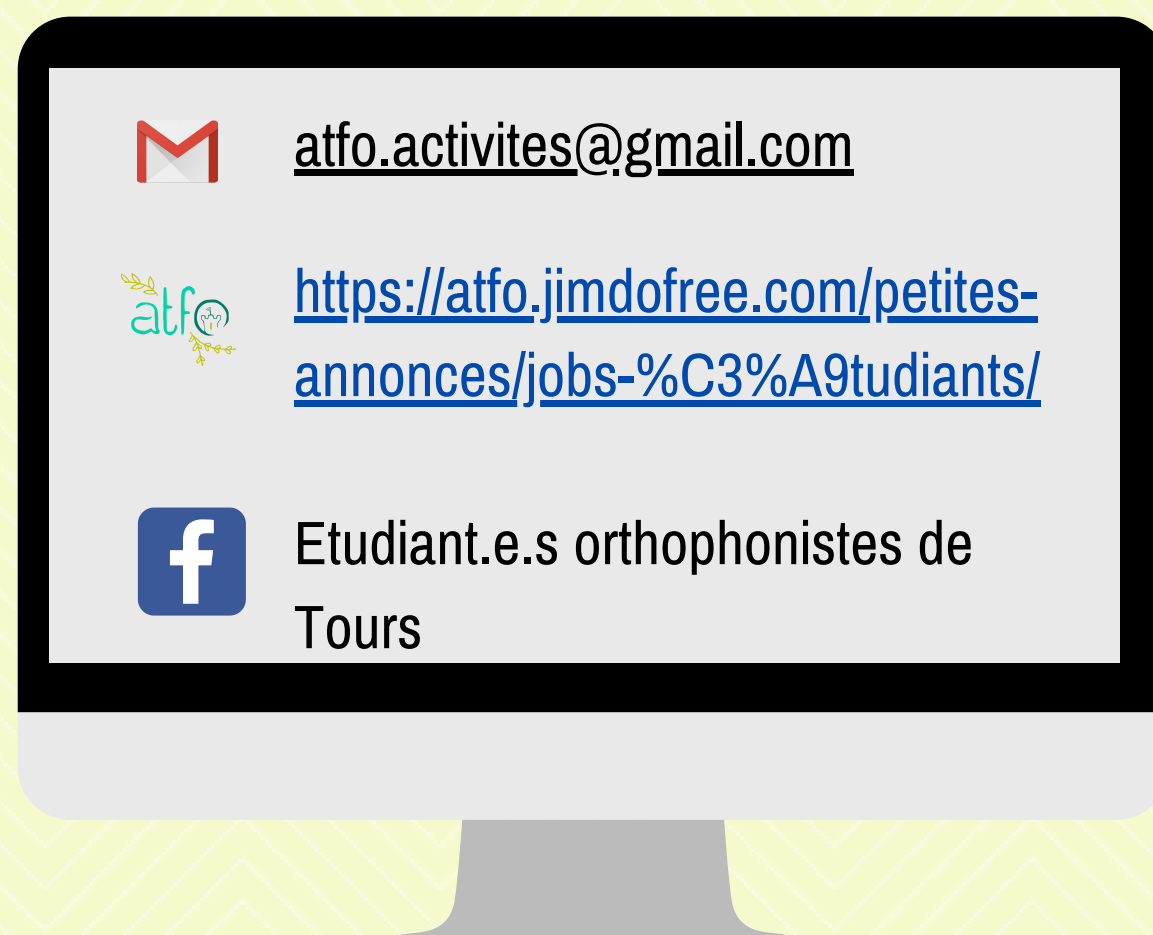 atfo.activites@gmail.com
atfo
https://atfo.jimdofree.com/petites-
annonces/jobs-%C3%A9tudiants/
f
Etudiant.e.s orthophonistes de
Tours